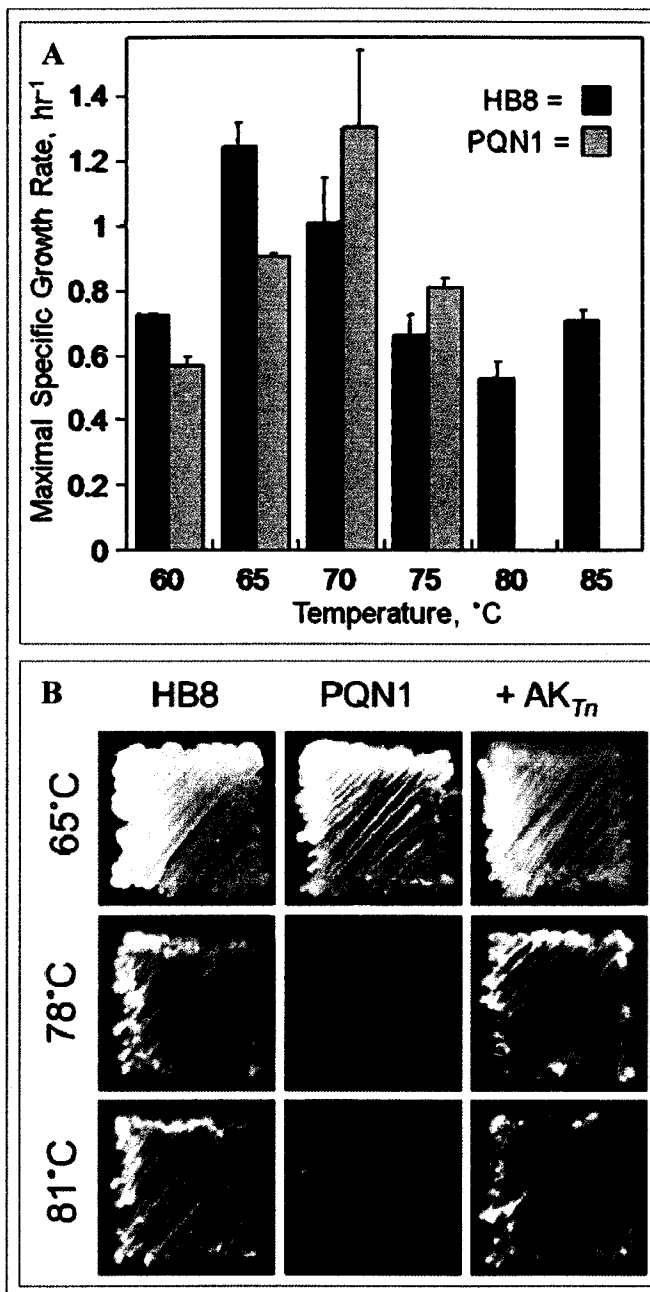 A
HB8 =
PQN1 =
Maximal Specific Growth Rate, hr-1
1.4
1.2
1
0.8
0.6
0.4
0.2
0
60 65 70 75 80 85
Temperature, °C
B HB8 PQN1 + AKTn
65°C
78°C
81°C